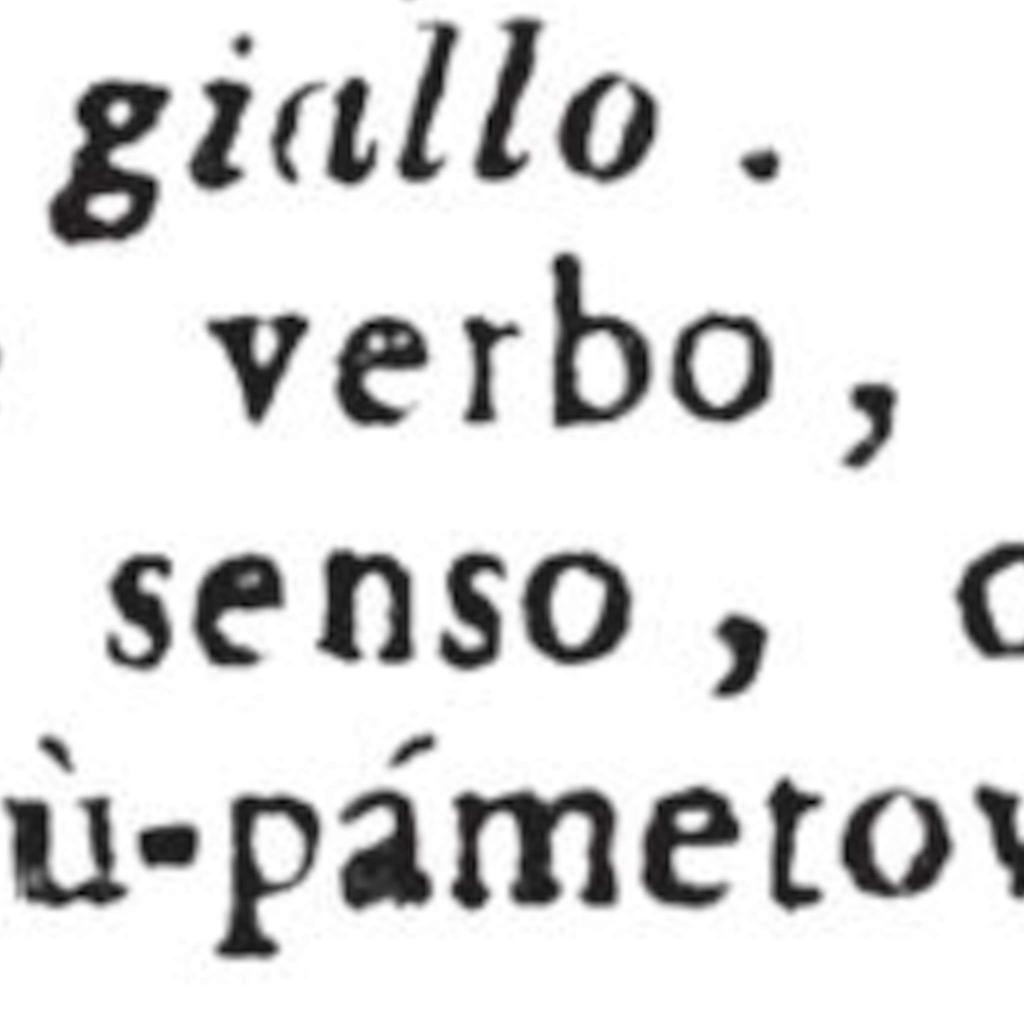 giallo .
verbo ,
senso ,
ù-pámetov